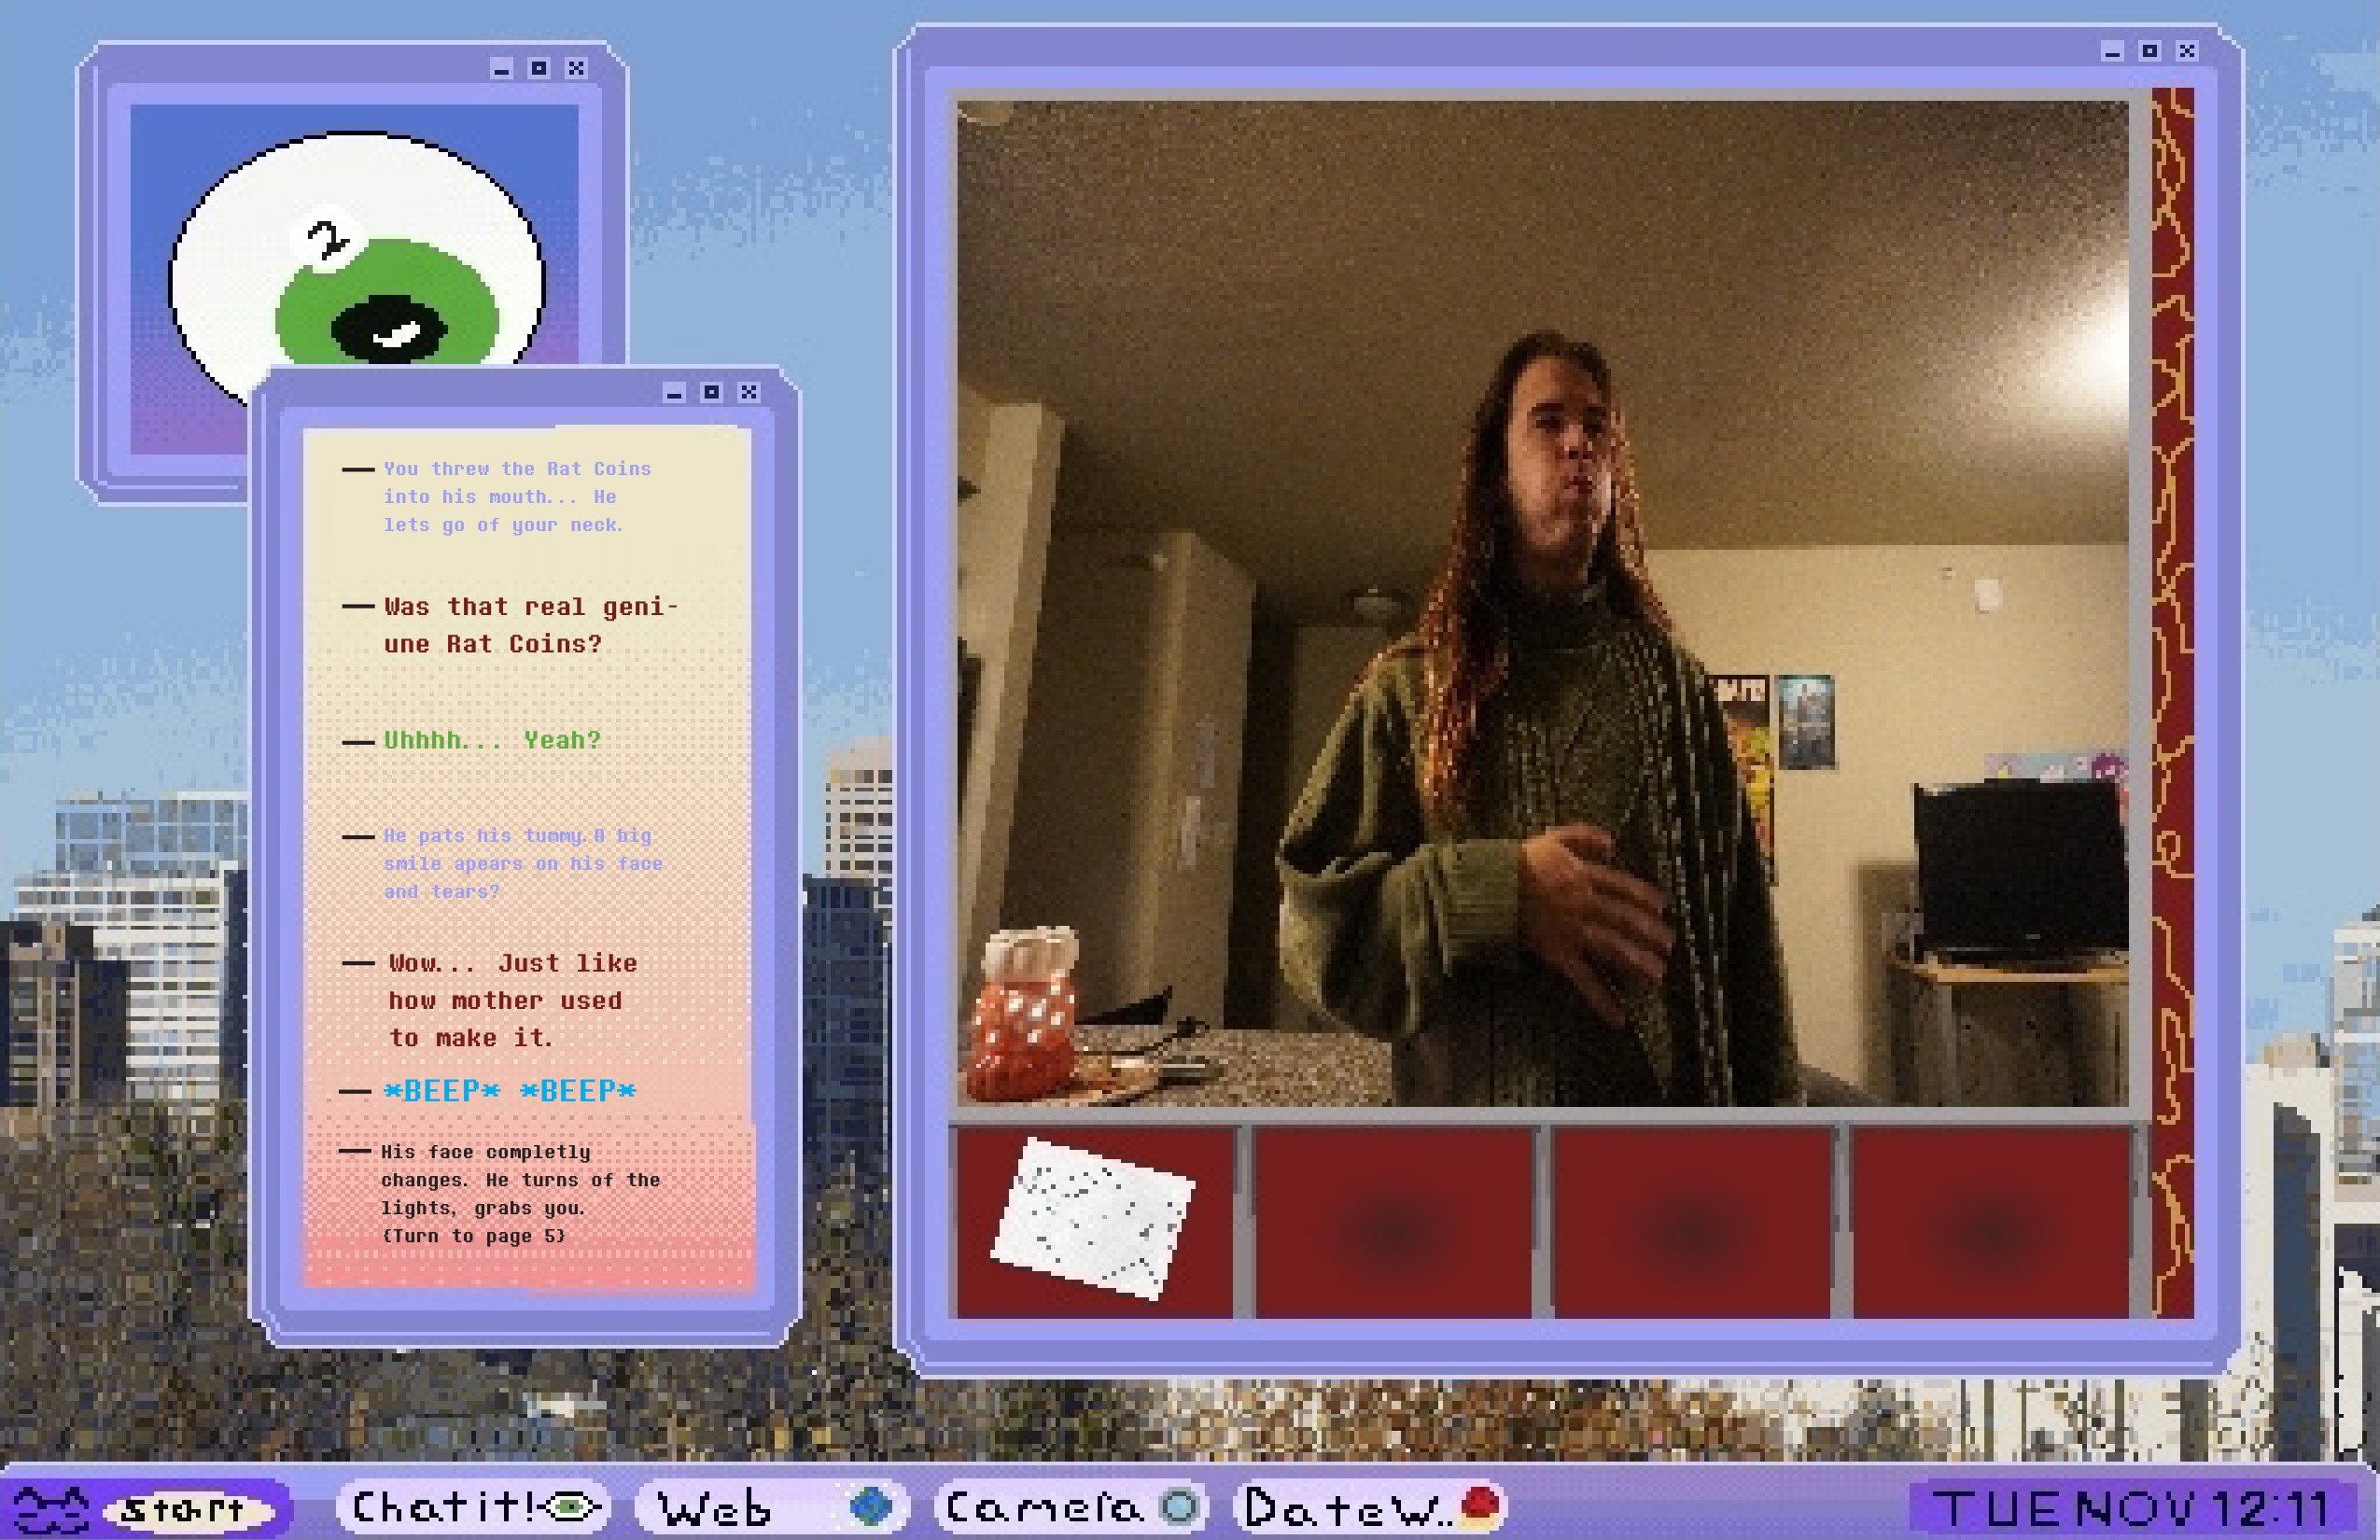 2
You threw the Rat Coins
into his mouth... He
lets go of your neck.
Was that real geni-
une Rat Coins?
Uhhhh... Yeah?
He pats his tummy.A big
smile apears on his face
and tears?
Wow... Just like
how mother used
to make it.
*BEEP* *BEEP*
His face completly
changes. He turns of the
lights, grabs you.
{Turn to page 5}
start
Chatit!
Web
Camera
DateW..
TUE NOV 12:11